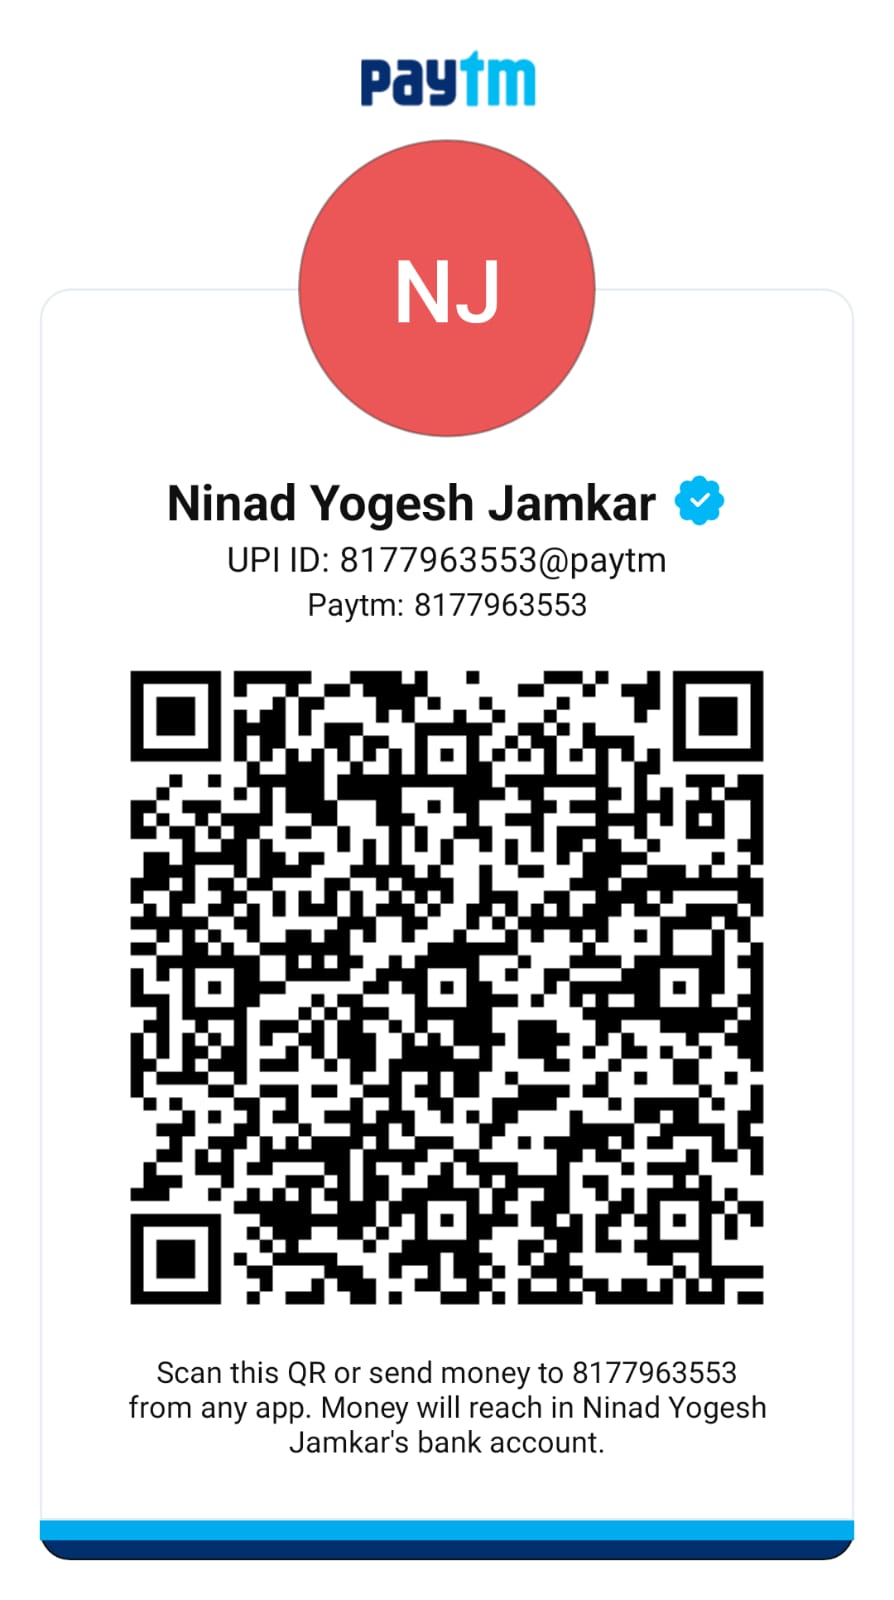 paytm
NJ
Ninad Yogesh Jamkar
UPI ID: 8177963553@paytm
Paytm: 8177963553
Scan this QR or send money to 8177963553
from any app. Money will reach in Ninad Yogesh
Jamkar's bank account.